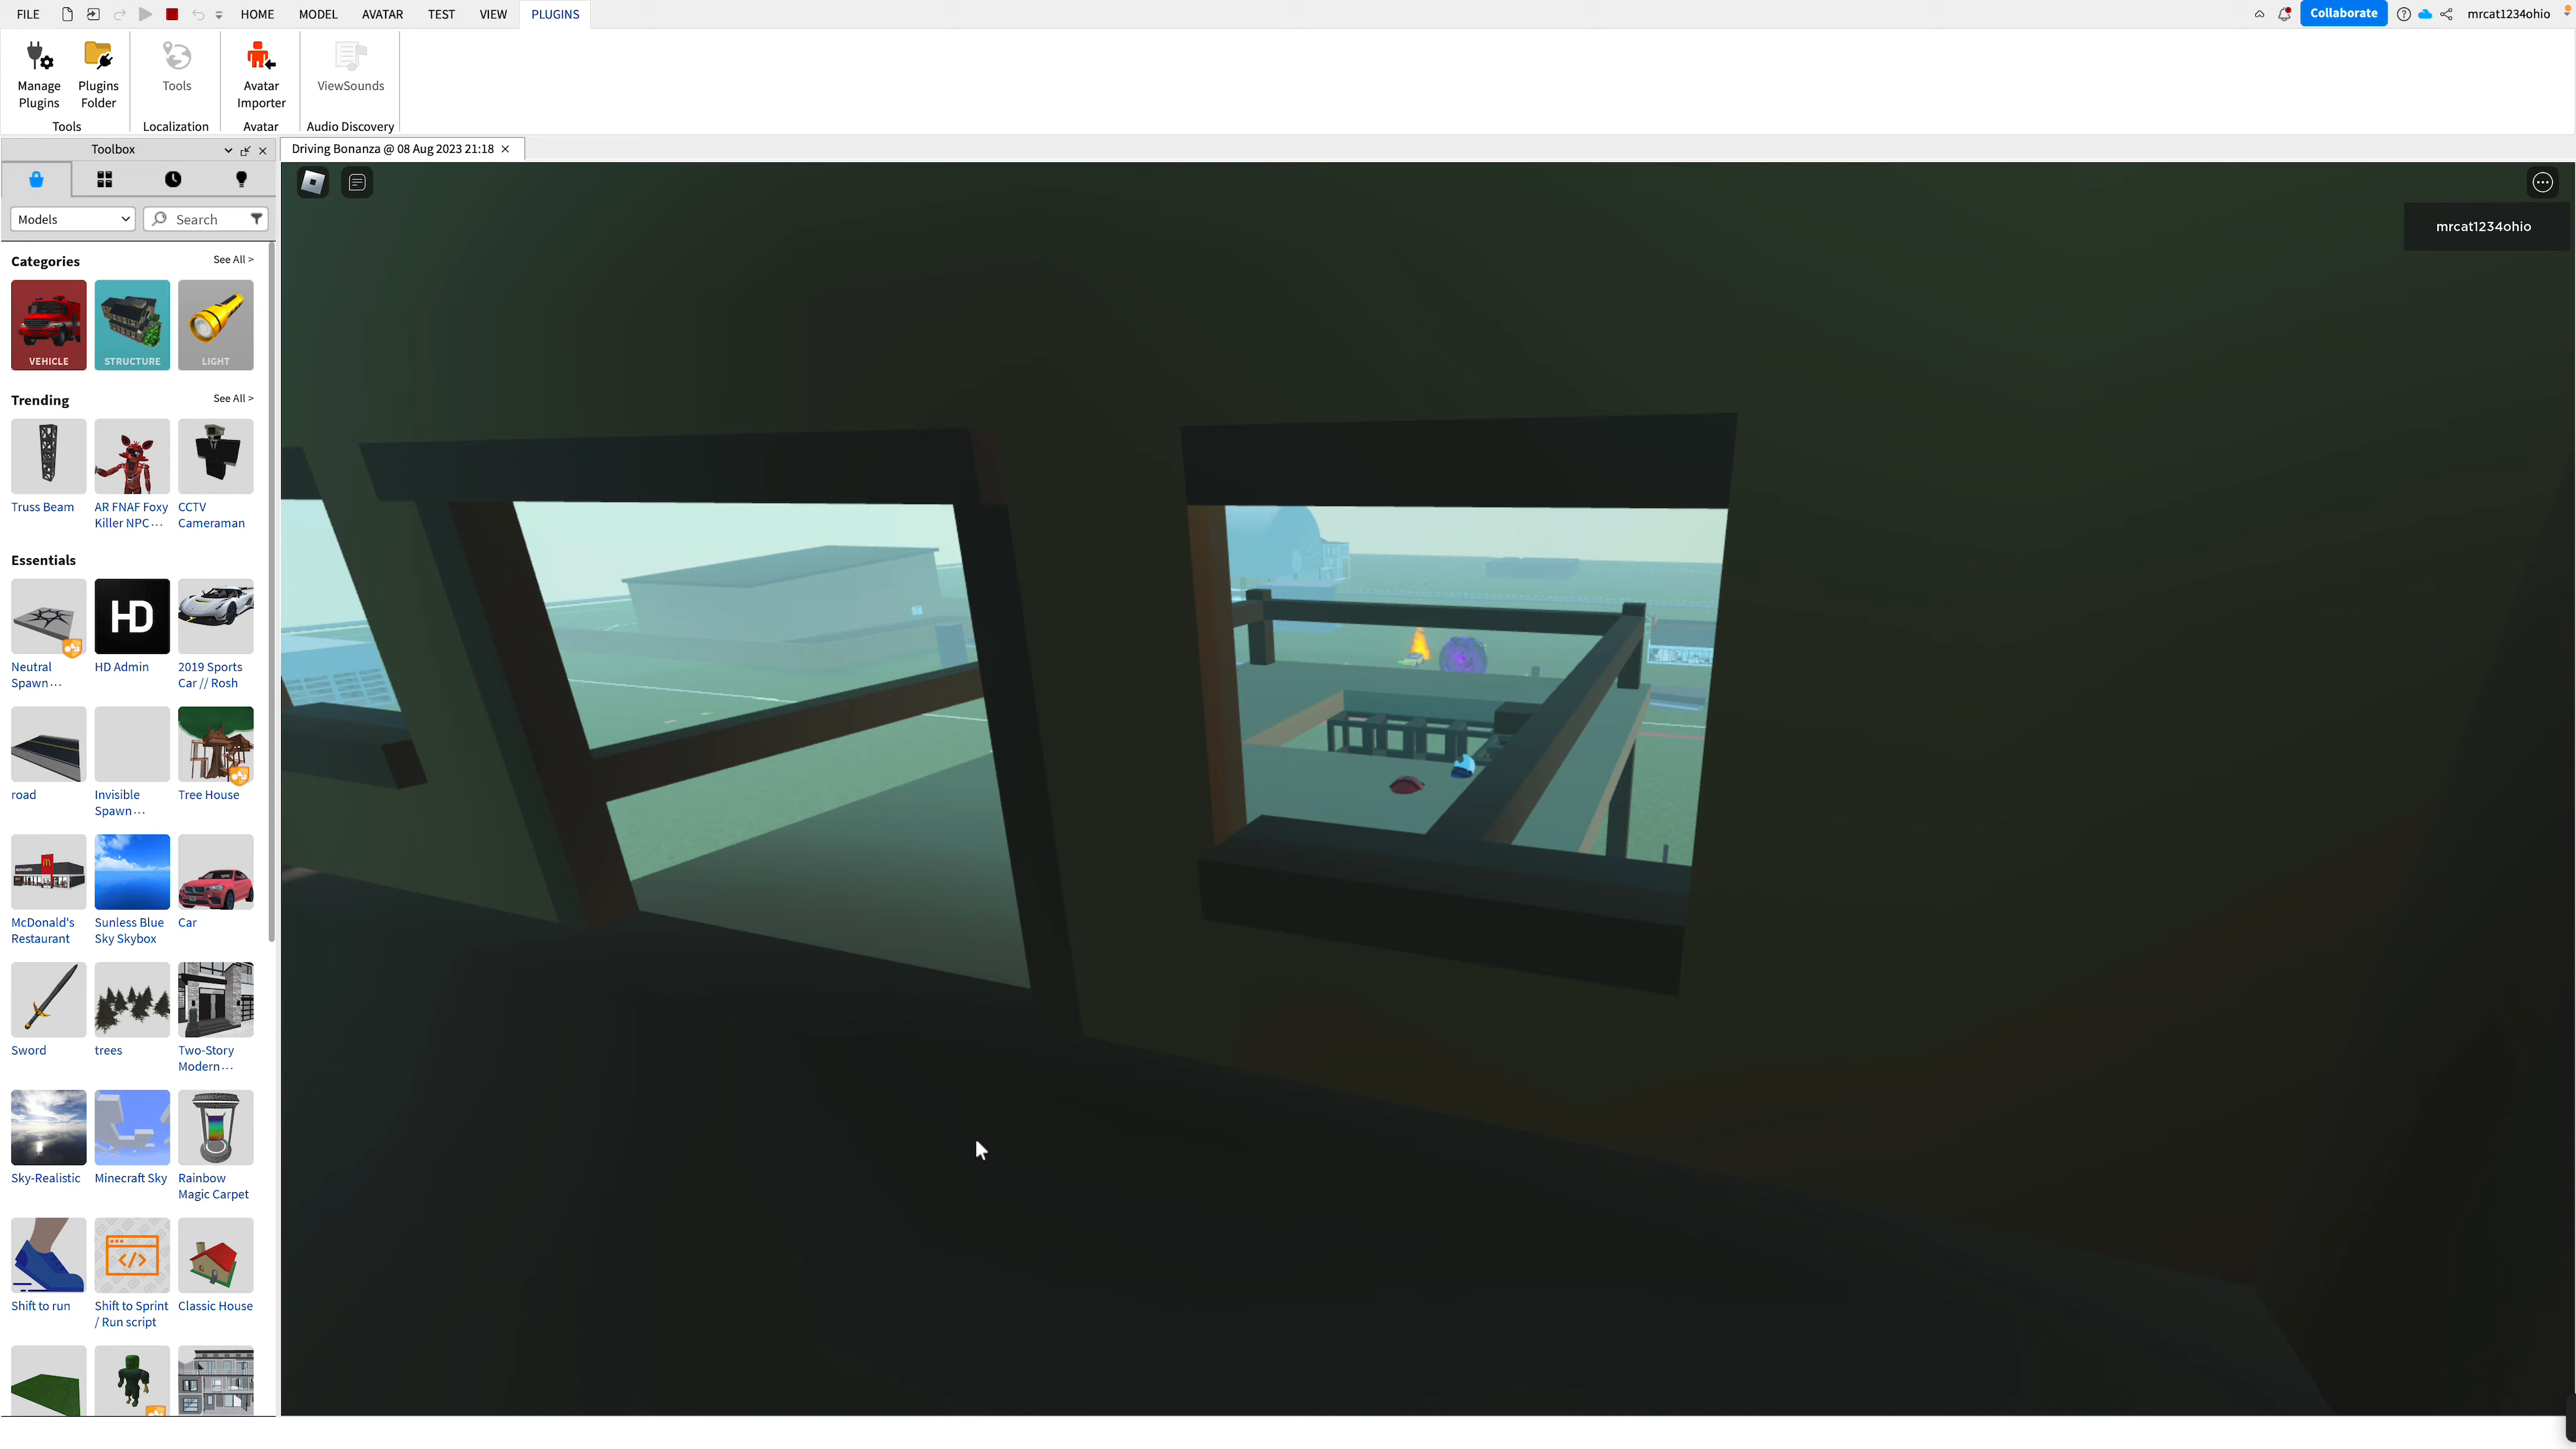 FILE HOME MODEL AVATAR TEST VIEW PLUGINS Collaborate mrcat1234ohio
Manage Plugins
Plugins Folder
Tools
Avatar Importer
ViewSounds
Tools Localization Avatar Audio Discovery
Toolbox
Driving Bonanza @ 08 Aug 2023 21:18
Models
Search
mrcat1234ohio
Categories See All >
VEHICLE STRUCTURE LIGHT
Trending See All >
Truss Beam
AR FNAF Foxy Killer NPC...
CCTV Cameraman
Essentials
HD
Neutral Spawn...
HD Admin
2019 Sports Car // Rosh
road
Invisible Spawn...
Tree House
McDonald's Restaurant
Sunless Blue Sky Skybox
Car
Sword
trees
Two-Story Modern...
Sky-Realistic
Minecraft Sky
Rainbow Magic Carpet
</>
Shift to run
Shift to Sprint / Run script
Classic House